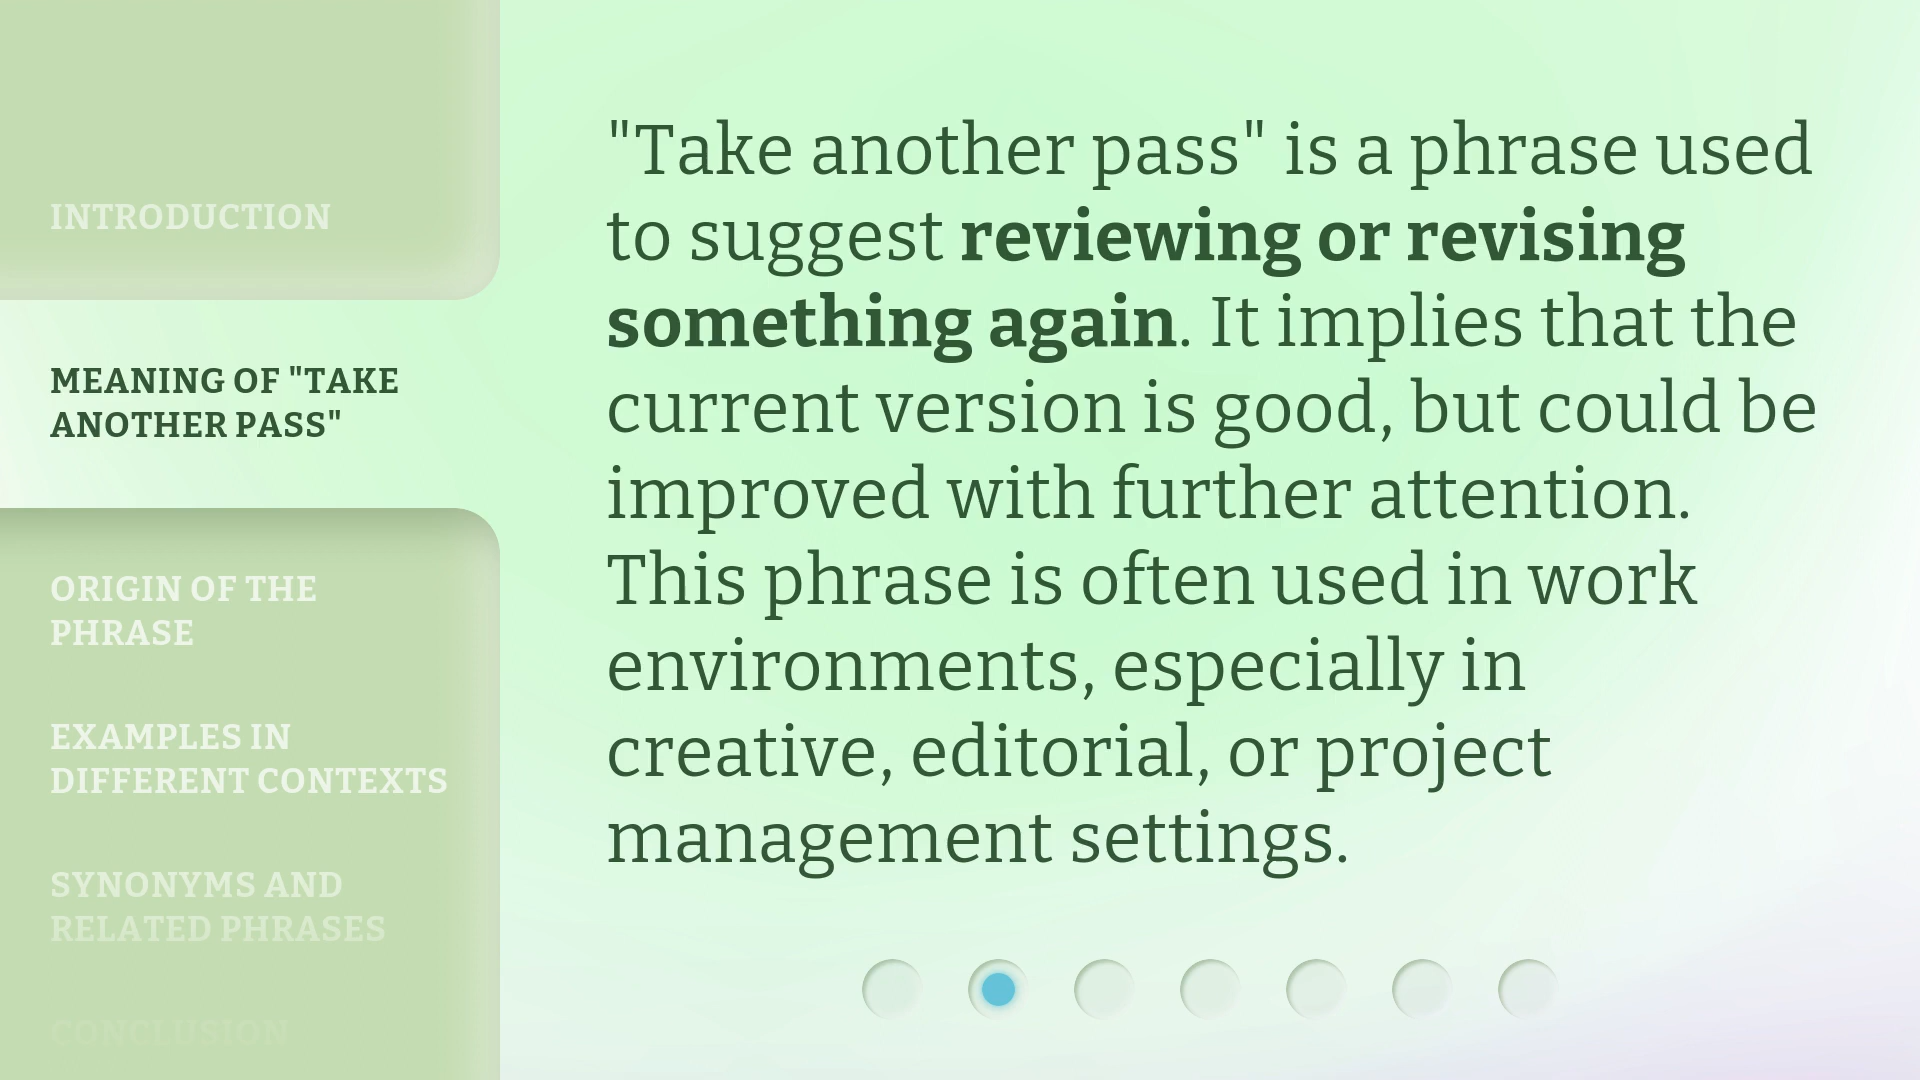 INTRODUCTION
MEANING OF "TAKE
ANOTHER PASS"
ORIGIN OF THE
PHRASE
EXAMPLES IN
DIFFERENT CONTEXTS
SYNONYMS AND
RELATED PHRASES
CONCLUSION
"Take another pass" is a phrase used
to suggest reviewing or revising
something again. It implies that the
current version is good, but could be
improved with further attention.
This phrase is often used in work
environments, especially in
creative, editorial, or project
management settings.